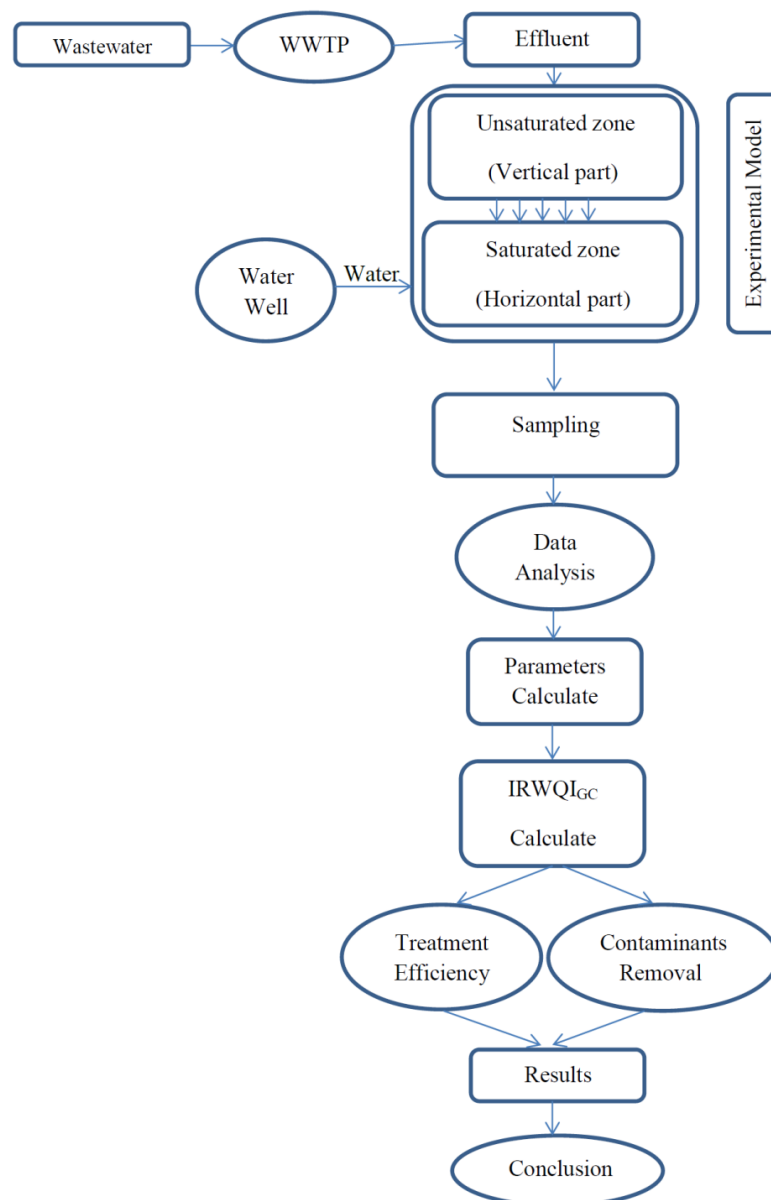 Wastewater
WWTP
Effluent
Unsaturated zone
(Vertical part)
Experimental Model
Saturated zone
(Horizontal part)
Water
Well
Water
Sampling
Data
Analysis
Parameters
Calculate
IRWQIGC
Calculate
Treatment
Efficiency
Contaminants
Removal
Results
Conclusion